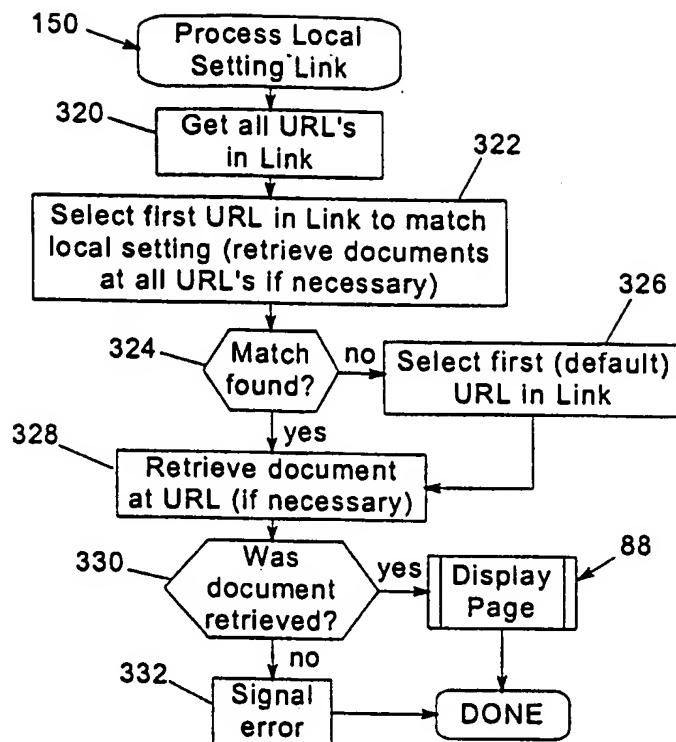 150
Process Local
Setting Link
320
Get all URL's
in Link
322
Select first URL in Link to match
local setting (retrieve documents
at all URL's if necessary)
324
Match
found?
no
326
Select first (default)
URL in Link
yes
328
Retrieve document
at URL (if necessary)
330
Was
document
retrieved?
yes
88
Display
Page
no
332
Signal
error
DONE